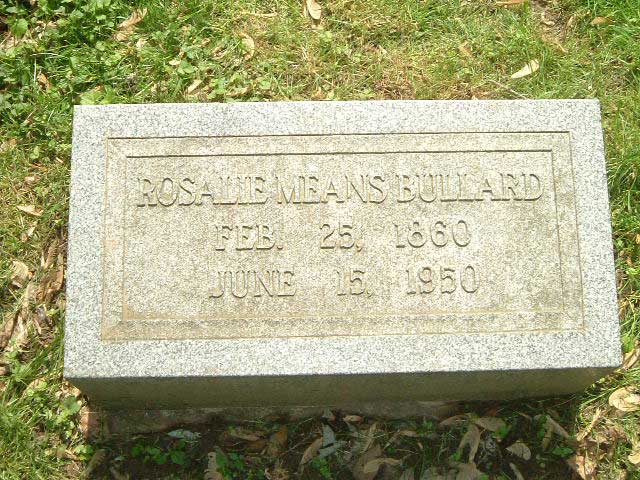 ROSALIE MEANS BULLARD
FEB. 25, 1860
JUNE 15, 1950